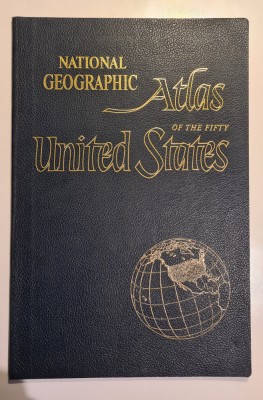 NATIONAL
GEOGRAPHIC
Atlas
OF THE FIFTY
United States